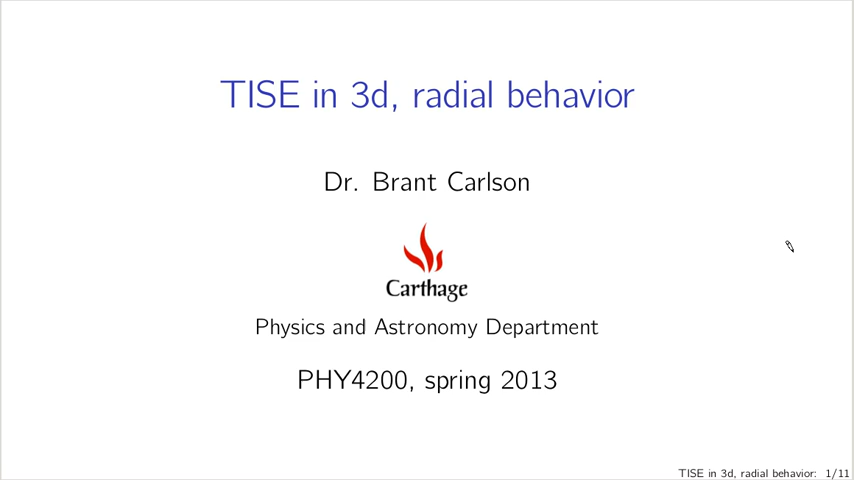 TISE in 3d, radial behavior
Dr. Brant Carlson
Carthage
Physics and Astronomy Department
PHY4200, spring 2013
TISE in 3d, radial behavior: 1/11